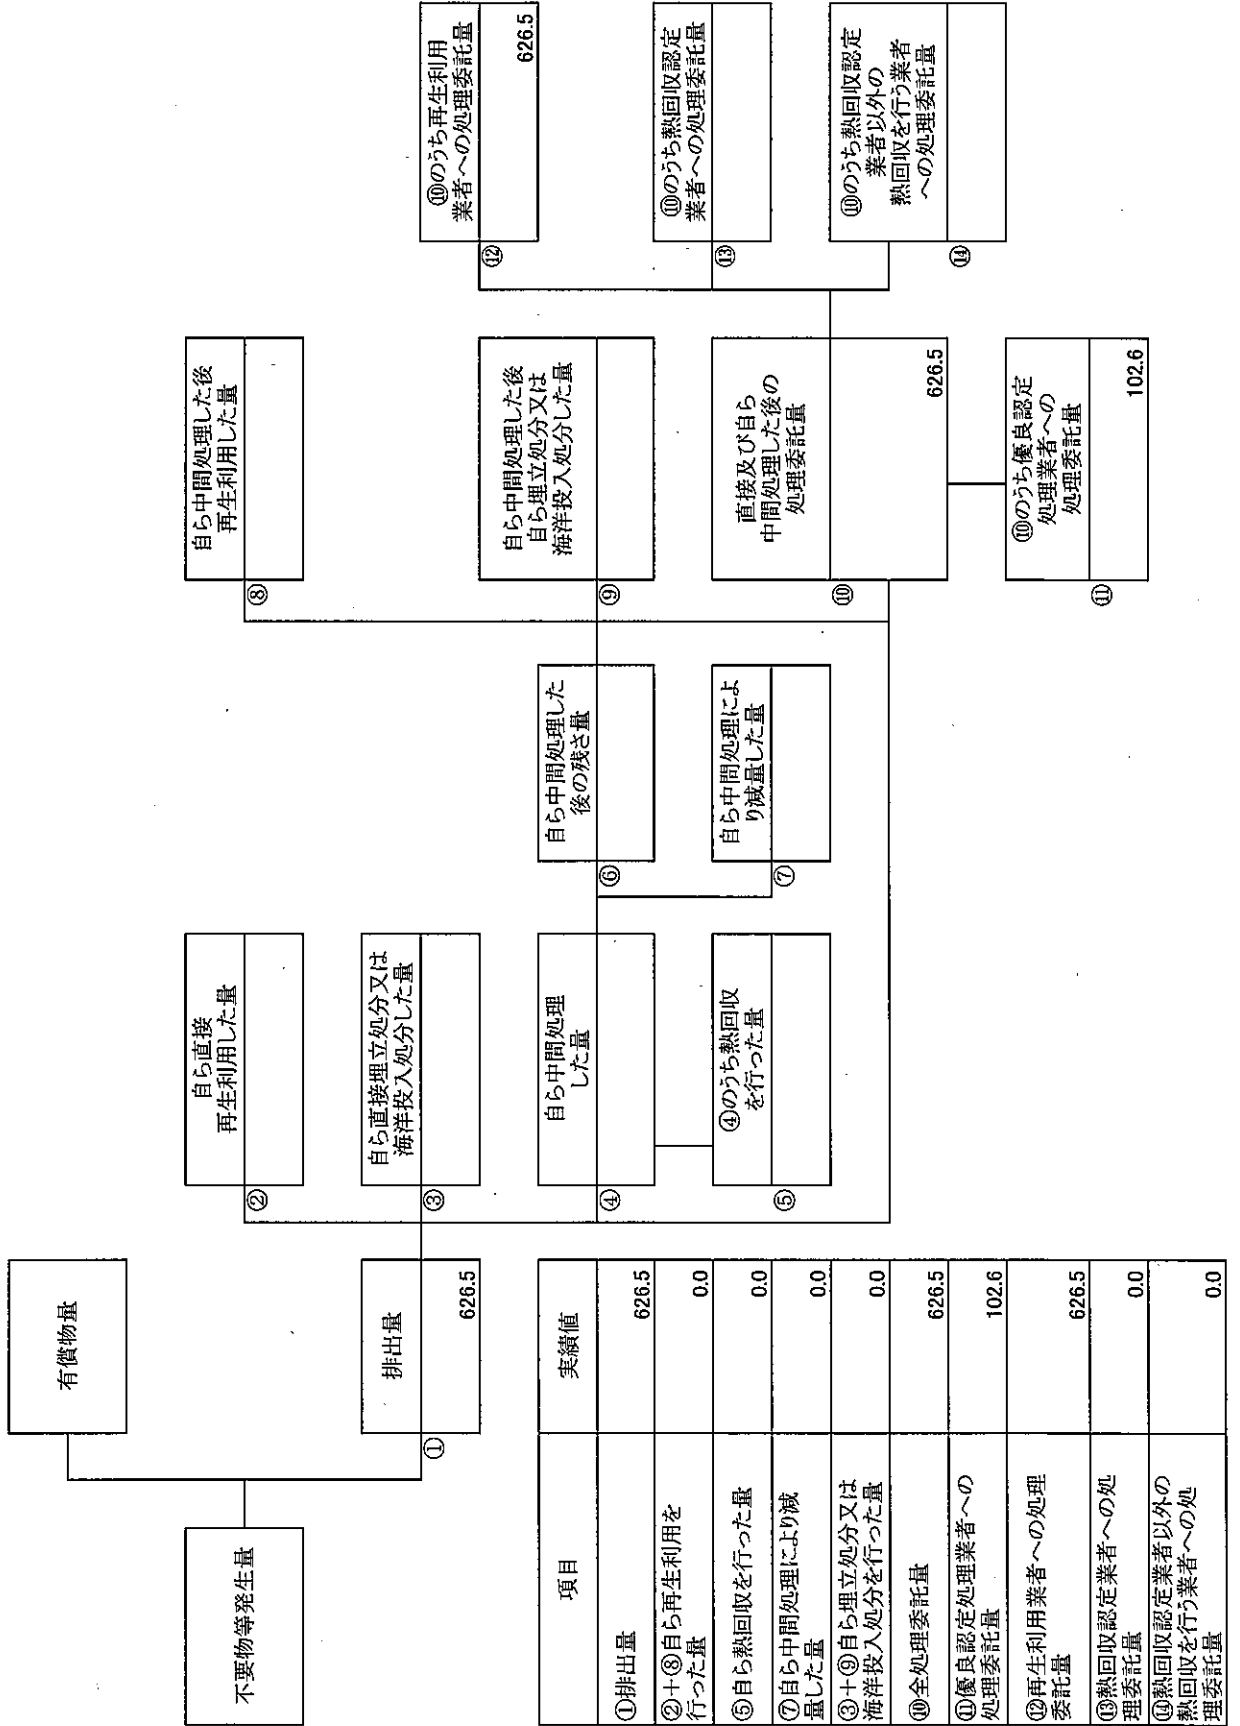 不要物等発生量
有償物量
①
排出量
626.5
②
自ら直接
再生利用した量
③
自ら直接埋立処分又は
海洋投入処分した量
④
自ら中間処理
した量
⑤
④のうち熱回収
を行った量
⑥
自ら中間処理した
後の残さ量
⑦
自ら中間処理によ
り減量した量
⑧
自ら中間処理した後
再生利用した量
⑨
自ら中間処理した後
自ら埋立処分又は
海洋投入処分した量
⑩
直接及び自ら
中間処理した後の
処理委託量
626.5
⑪
⑩のうち優良認定
処理業者への
処理委託量
102.6
⑫
⑩のうち再生利用
業者への処理委託量
626.5
⑬
⑩のうち熱回収認定
業者への処理委託量
⑭
⑩のうち熱回収認定
業者以外の
熱回収を行う業者
への処理委託量
項目 実績値
①排出量 626.5
②+⑧自ら再生利用を
行った量 0.0
⑤自ら熱回収を行った量 0.0
⑦自ら中間処理により減
量した量 0.0
③+⑨自ら埋立処分又は
海洋投入処分を行った量 0.0
⑩全処理委託量 626.5
⑪優良認定処理業者への
処理委託量 102.6
⑫再生利用業者への処理
委託量 626.5
⑬熱回収認定業者への処
理委託量 0.0
⑭熱回収認定業者以外の
熱回収を行う業者への処
理委託量 0.0